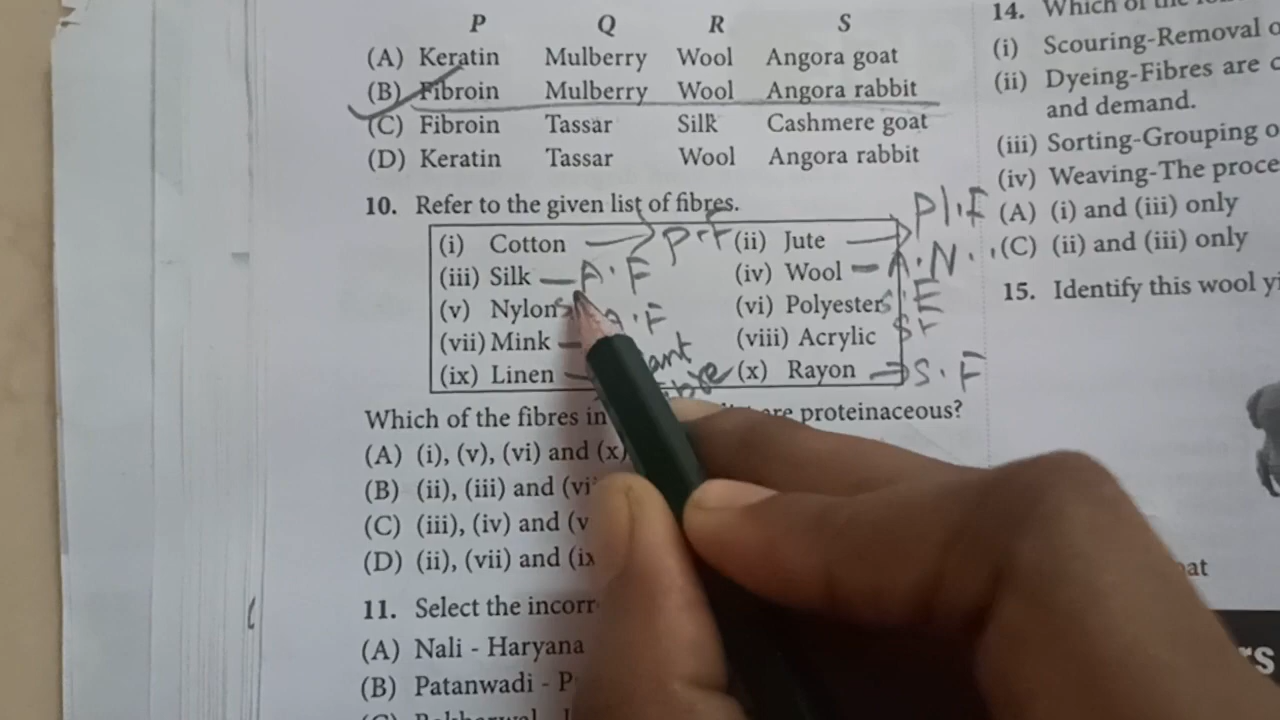 P Q R S
(A) Keratin Mulberry Wool Angora goat
(B) Fibroin Mulberry Wool Angora rabbit
(C) Fibroin Tassar Silk Cashmere goat
(D) Keratin Tassar Wool Angora rabbit
10. Refer to the given list of fibres.
(i) Cotton (ii) Jute Pl.F
(iii) Silk A.F (iv) Wool A.N.
(v) Nylon (vi) Polyester
(vii) Mink (viii) Acrylic
(ix) Linen (x) Rayon S.F
Which of the fibres in are proteinaceous?
(A) (i), (v), (vi) and (x)
(B) (ii), (iii) and
(C) (iii), (iv) and
(D) (ii), (vii) and
11. Select the
(A) Nali - Haryana
(B) Patanwadi -
14. Which of the
(i) Scouring-Removal
(ii) Dyeing-Fibres are
and demand.
(iii) Sorting-Grouping
(iv) Weaving-The
(A) (i) and (iii) only
(C) (ii) and (iii) only
15. Identify this wool